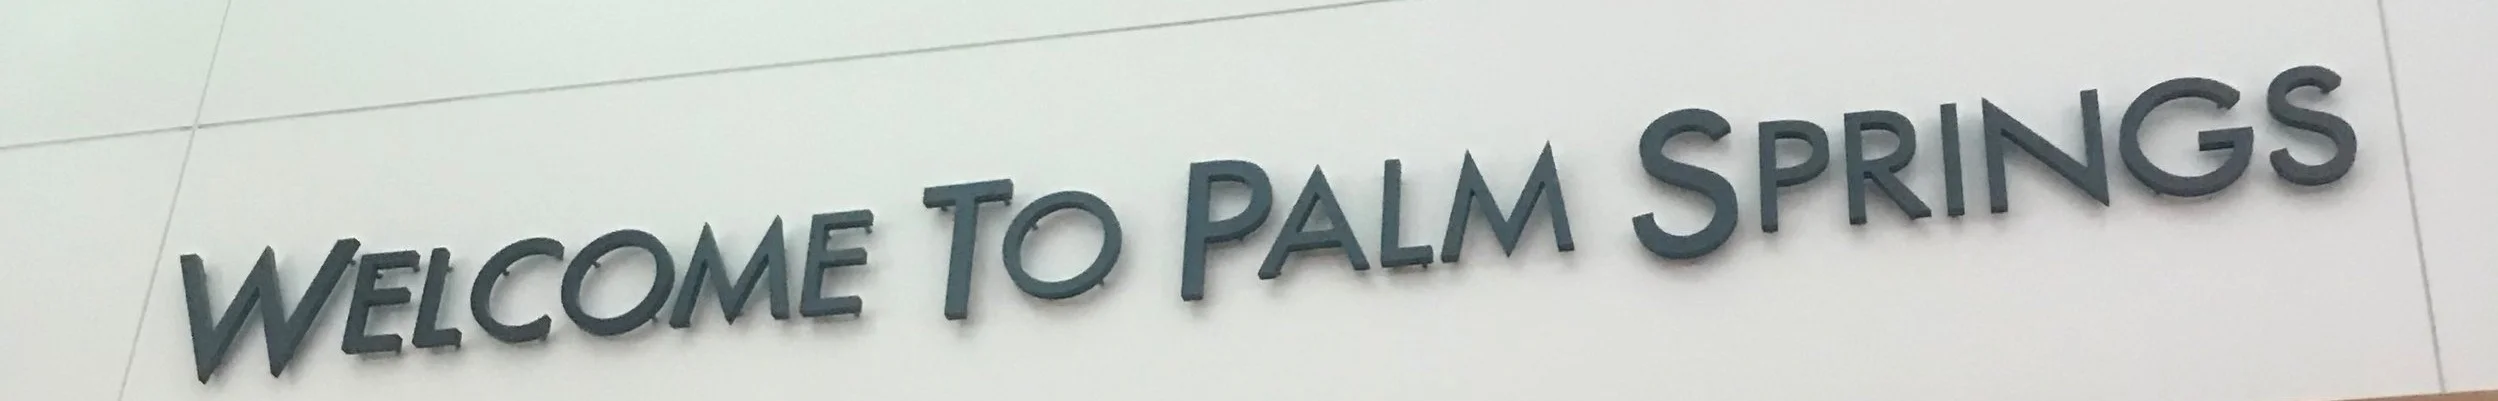 WELCOME TO PALM SPRINGS